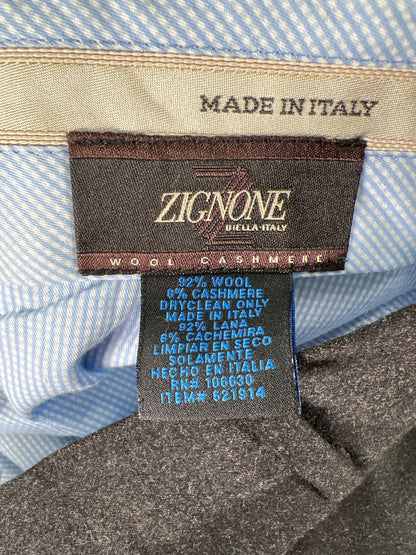 MADE IN ITALY
ZIGNONE
BIELLA-ITALY
WOOL CASHMERE
92% WOOL
8% CASHMERE
DRYCLEAN ONLY
MADE IN ITALY
92% LANA
8% CACHEMIRA
LIMPIAR EN SECO
SOLAMENTE
HECHO EN ITALIA
RN# 106630
ITEM# 621914